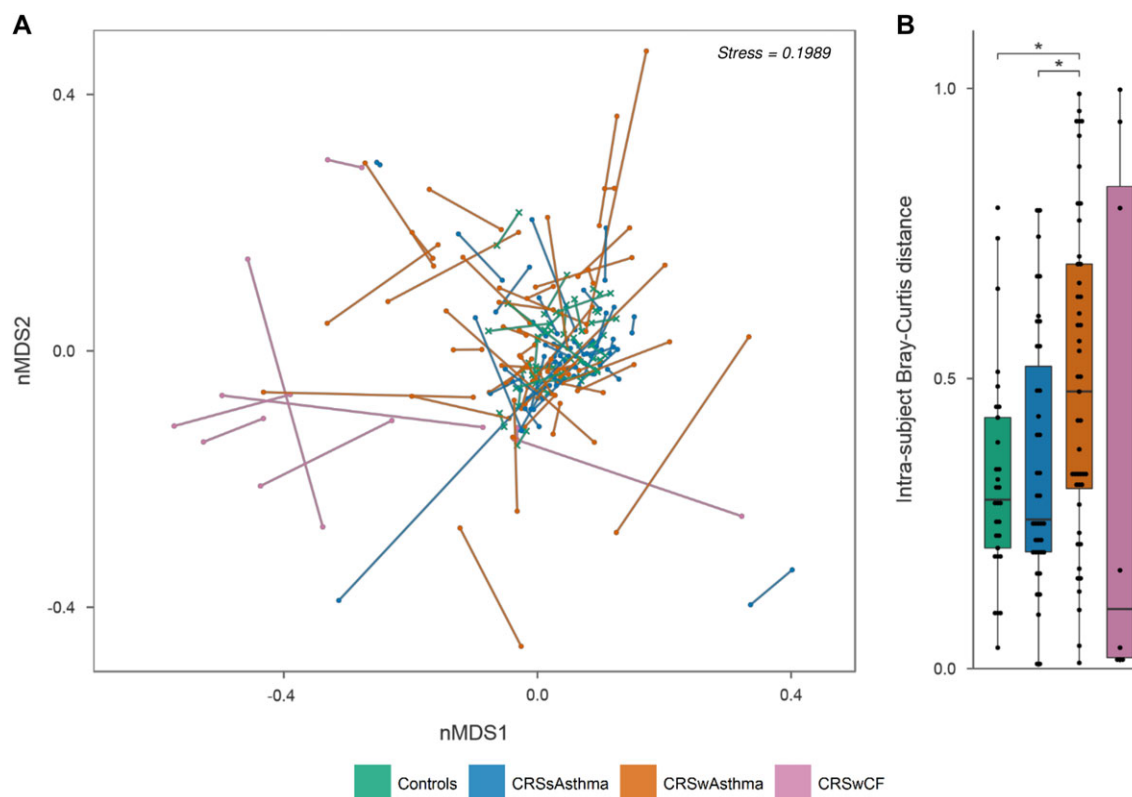 A
Stress = 0.1989
nMDS2
0.4
0.0
-0.4
-0.4
0.0
0.4
nMDS1
B
*
*
Intra-subject Bray-Curtis distance
1.0
0.5
0.0
Controls
CRSsAsthma
CRSwAsthma
CRSwCF